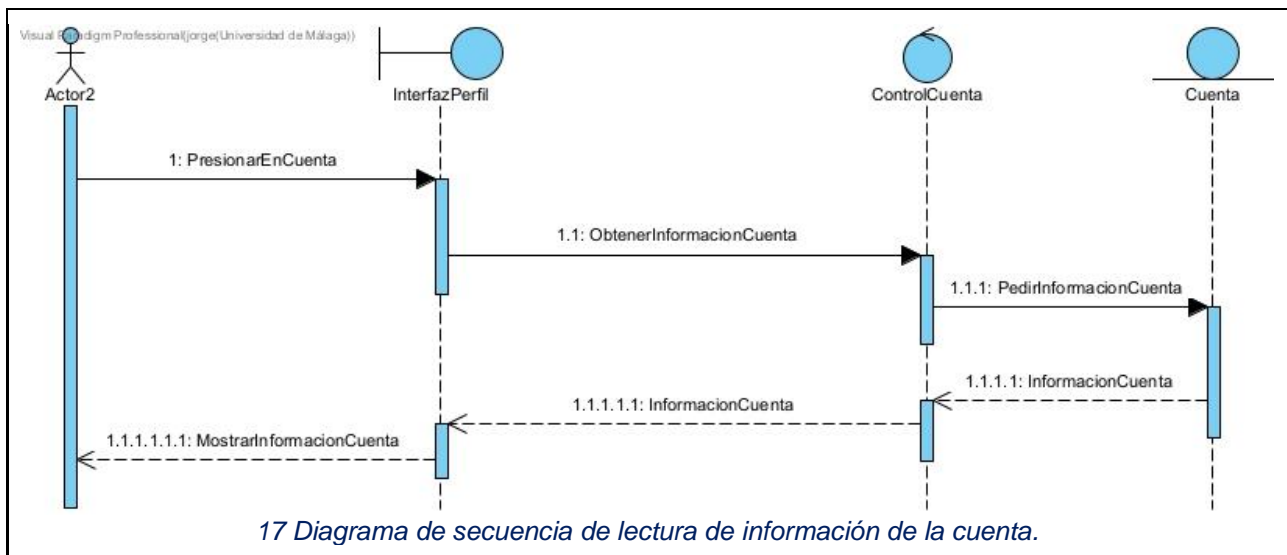 Visual Paradigm Professional(jorge(Universidad de Málaga))
Actor2
InterfazPerfil
ControlCuenta
Cuenta
1: PresionarEnCuenta
1.1: ObtenerInformacionCuenta
1.1.1: PedirInformacionCuenta
1.1.1.1: InformacionCuenta
1.1.1.1.1: InformacionCuenta
1.1.1.1.1.1: MostrarInformacionCuenta
17 Diagrama de secuencia de lectura de información de la cuenta.